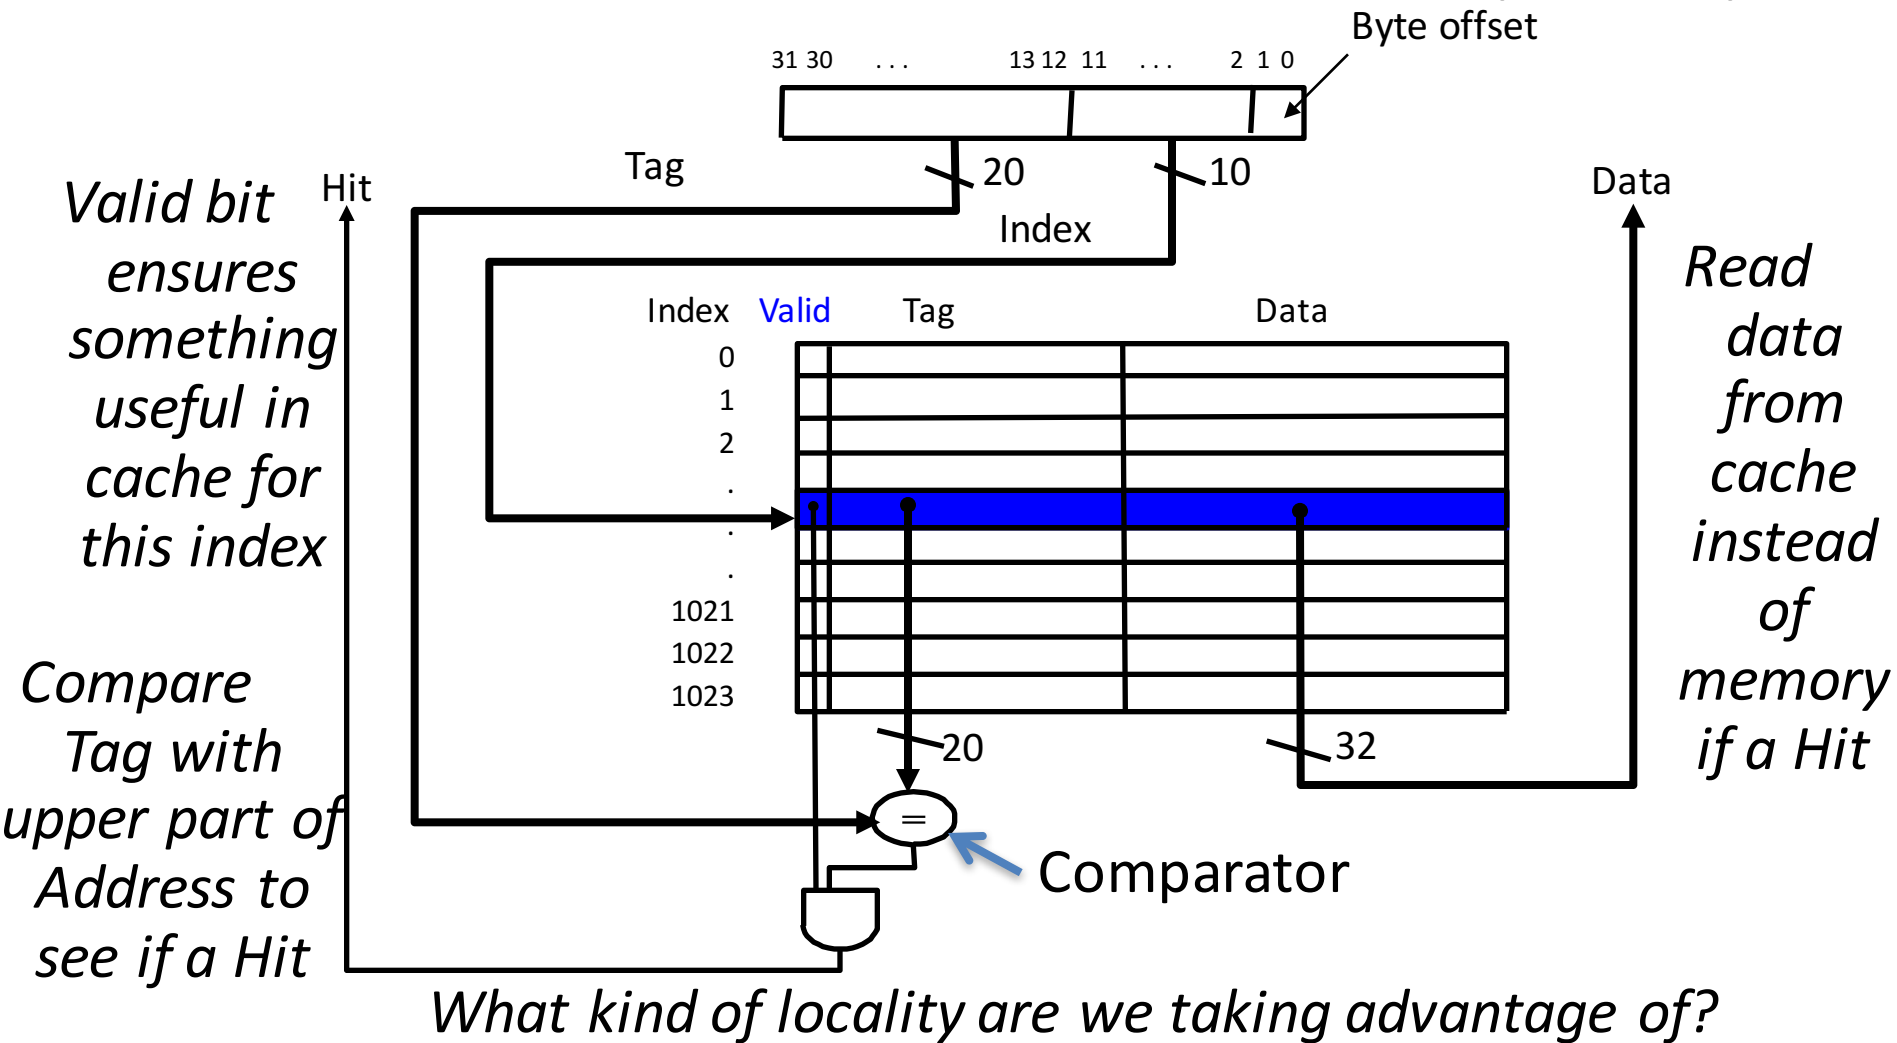 Byte offset
31 30 . . . 13 12 11 . . . 2 1 0
Tag
20
10
Index
Hit
Data
Valid bit
ensures
something
useful in
cache for
this index
Compare
Tag with
upper part of
Address to
see if a Hit
Index Valid Tag Data
0
1
2
.
.
.
1021
1022
1023
20
32
=
Comparator
Read
data
from
cache
instead
of
memory
if a Hit
What kind of locality are we taking advantage of?